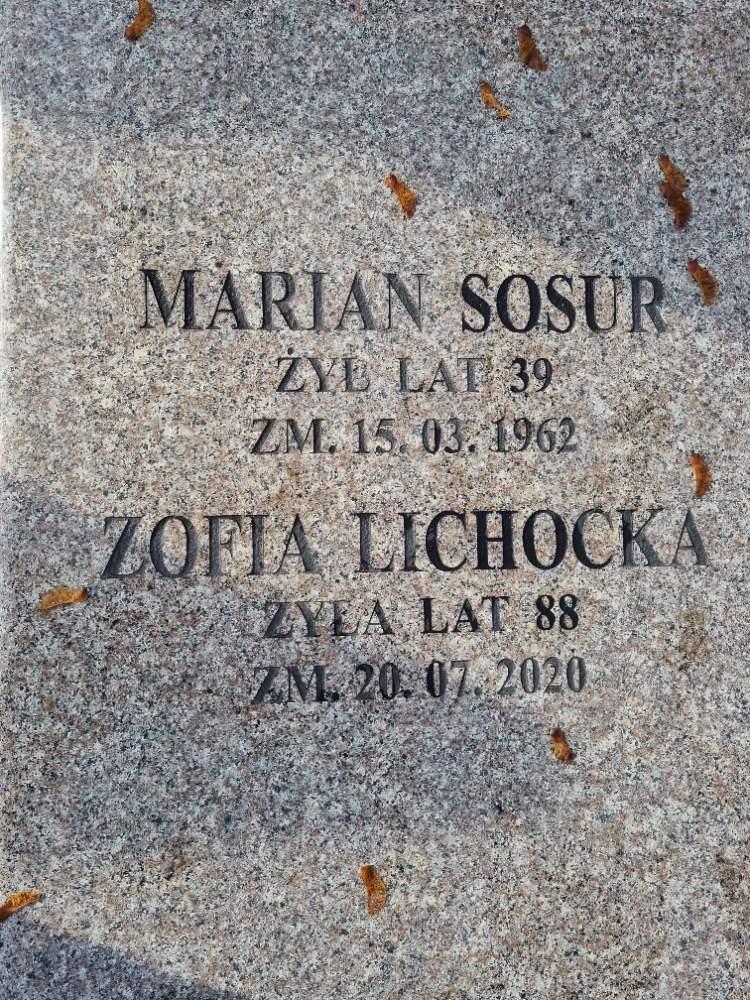 MARIAN SOSUR
ŻYŁ LAT 39
ZM. 15. 03. 1962
ZOFIA LICHOCKA
ŻYŁA LAT 88
ZM. 20. 07. 2020